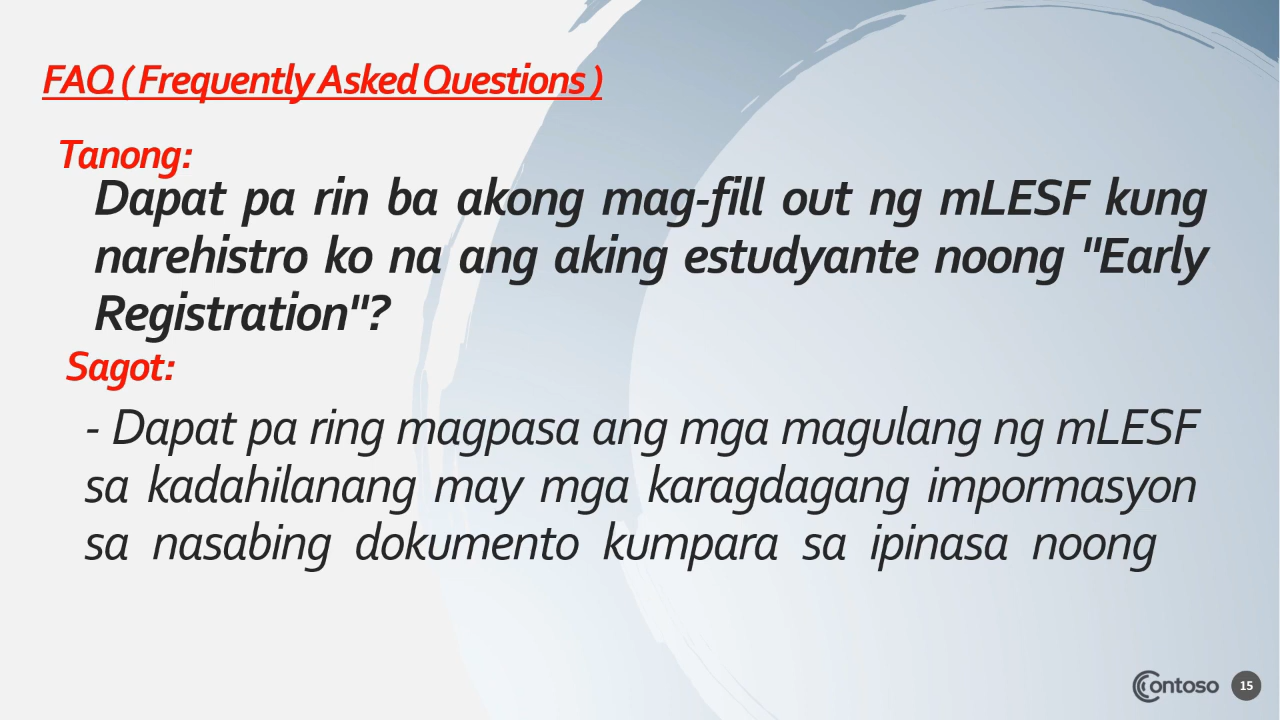 FAQ ( Frequently Asked Questions )
Tanong:
Dapat pa rin ba akong mag-fill out ng mLESF kung
narehistro ko na ang aking estudyante noong "Early
Registration"?
Sagot:
- Dapat pa ring magpasa ang mga magulang ng mLESF
sa kadahilanang may mga karagdagang impormasyon
sa nasabing dokumento kumpara sa ipinasa noong
Contoso
15